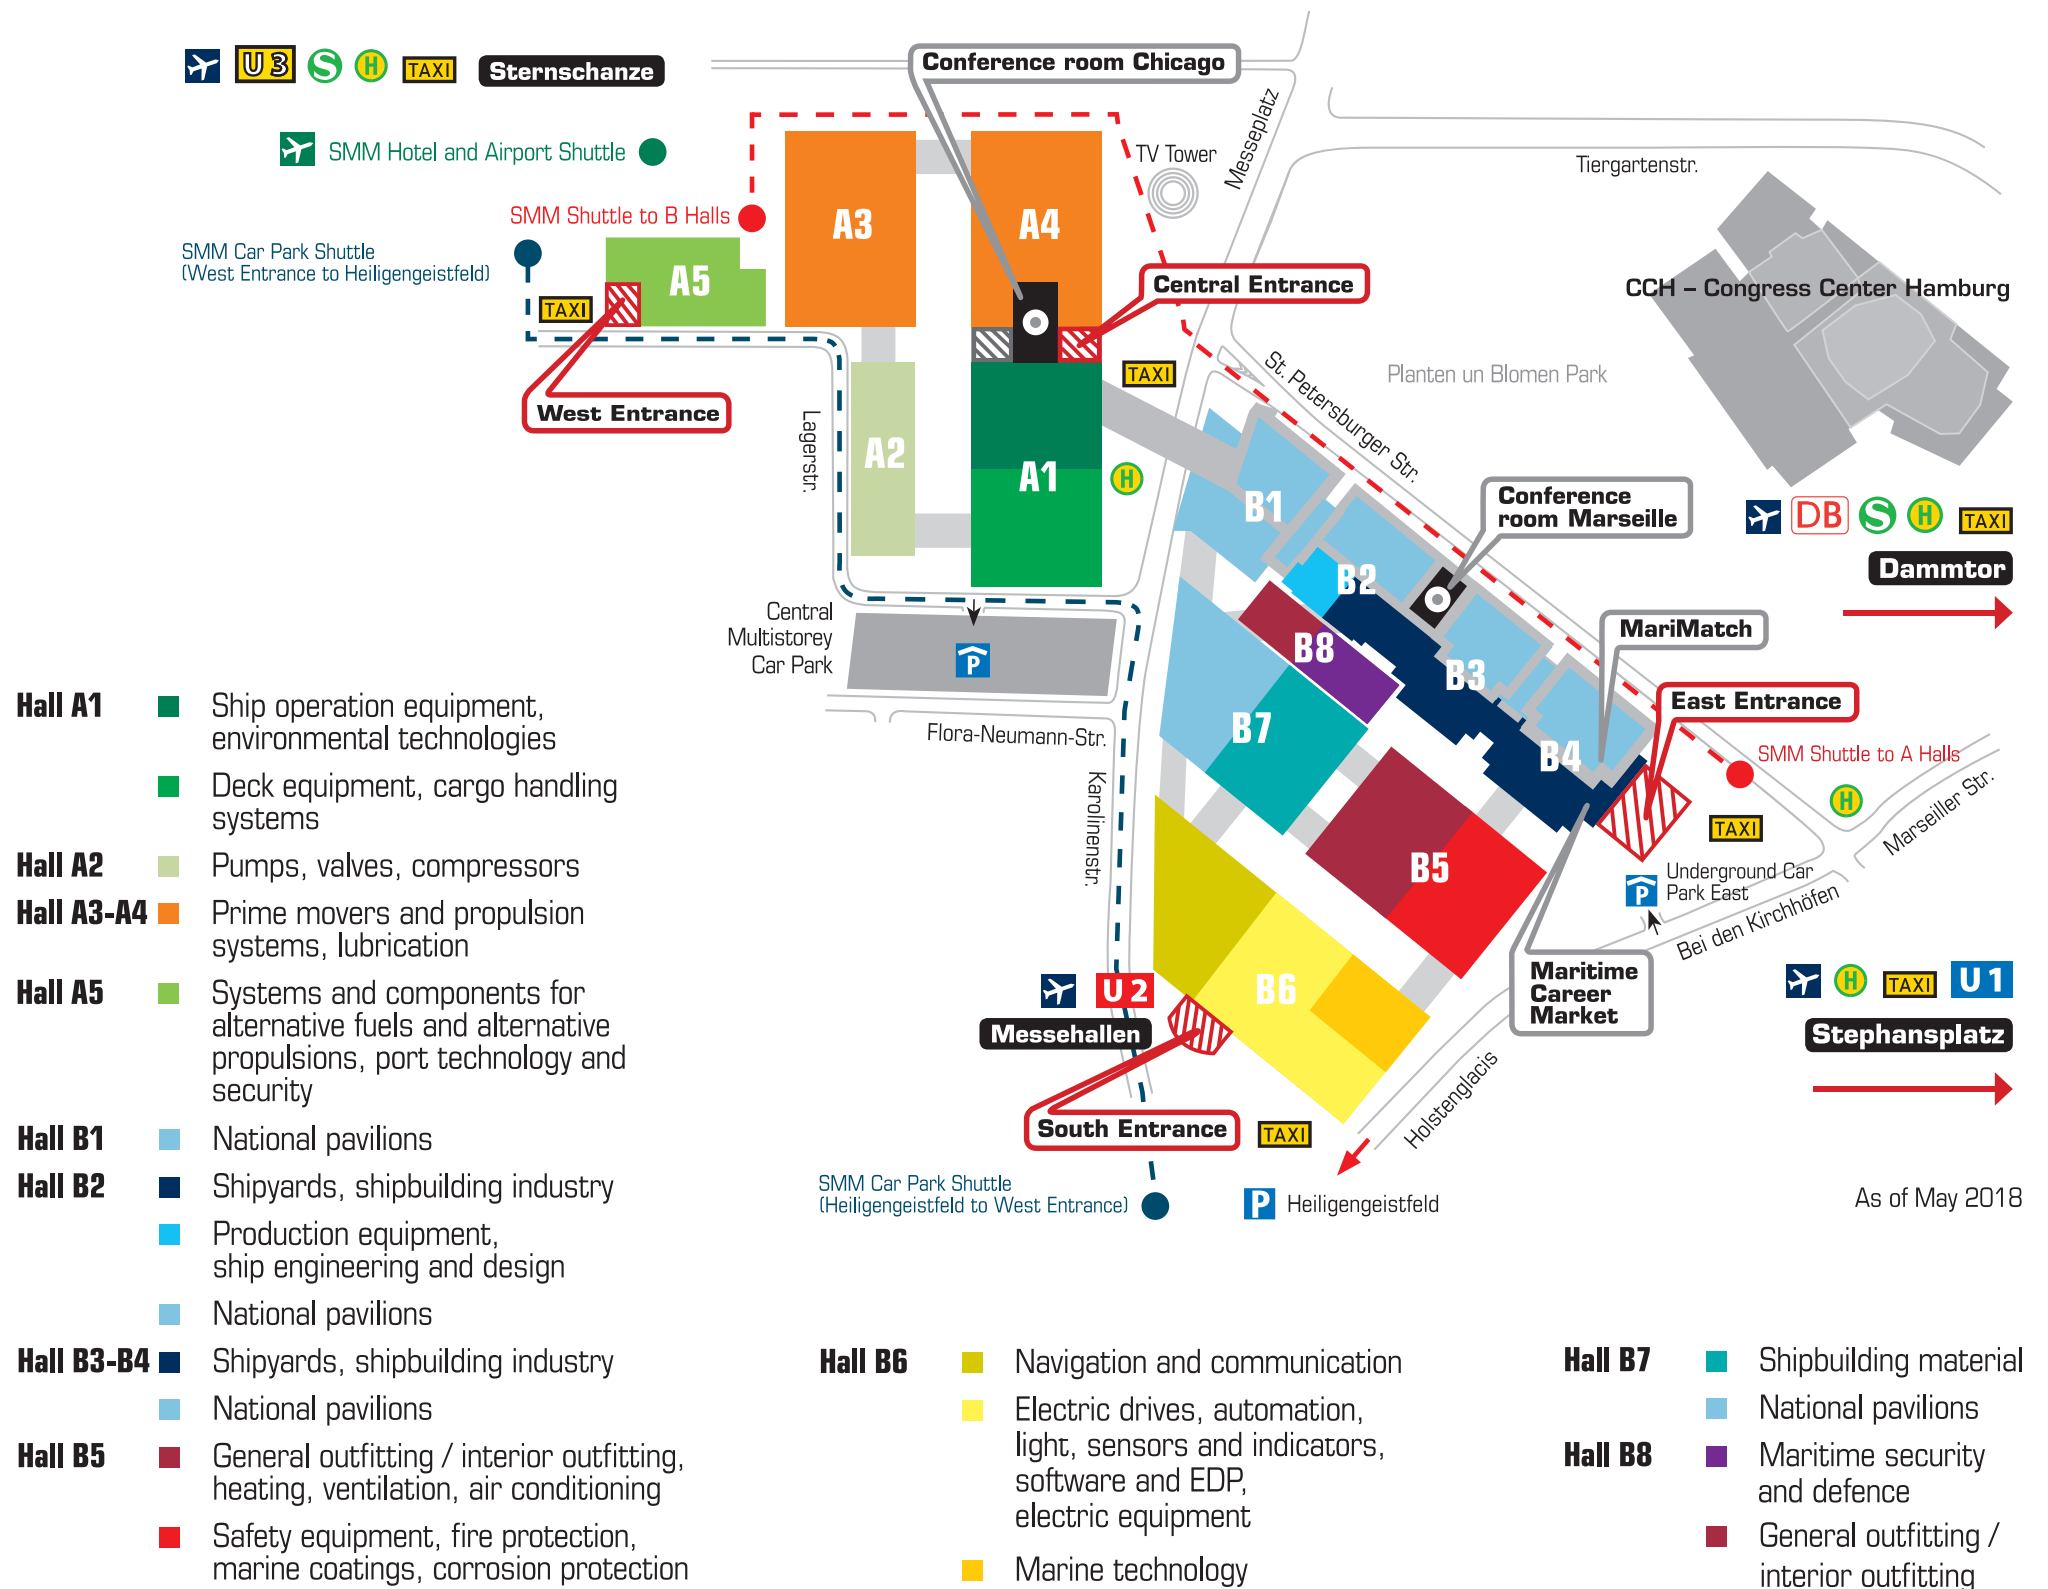 U3
S
H
TAXI
Sternschanze
Conference room Chicago
SMM Hotel and Airport Shuttle
SMM Shuttle to B Halls
SMM Car Park Shuttle
(West Entrance to Heiligengeistfeld)
TAXI
West Entrance
A5
A3
A4
A2
A1
Central Entrance
TAXI
H
TV Tower
Messeplatz
Tiergartenstr.
CCH – Congress Center Hamburg
Planten un Blomen Park
St. Petersburger Str.
Lagerstr.
Conference
room Marseille
DB
S
H
TAXI
Dammtor
MariMatch
East Entrance
SMM Shuttle to A Halls
H
TAXI
Marseiller Str.
P
Underground Car
Park East
Bei den Kirchhöfen
Maritime
Career
Market
H
TAXI
U1
Stephansplatz
B1
B2
B3
B4
B8
B7
B5
B6
Central
Multistorey
Car Park
P
Flora-Neumann-Str.
Karolinenstr.
U2
Messehallen
South Entrance
TAXI
Holstenglacis
SMM Car Park Shuttle
(Heiligengeistfeld to West Entrance)
P
Heiligengeistfeld
As of May 2018
Hall A1
Ship operation equipment,
environmental technologies
Deck equipment, cargo handling
systems
Hall A2
Pumps, valves, compressors
Hall A3-A4
Prime movers and propulsion
systems, lubrication
Hall A5
Systems and components for
alternative fuels and alternative
propulsions, port technology and
security
Hall B1
National pavilions
Hall B2
Shipyards, shipbuilding industry
Production equipment,
ship engineering and design
National pavilions
Hall B3-B4
Shipyards, shipbuilding industry
National pavilions
Hall B5
General outfitting / interior outfitting,
heating, ventilation, air conditioning
Safety equipment, fire protection,
marine coatings, corrosion protection
Hall B6
Navigation and communication
Electric drives, automation,
light, sensors and indicators,
software and EDP,
electric equipment
Marine technology
Hall B7
Shipbuilding material
National pavilions
Hall B8
Maritime security
and defence
General outfitting /
interior outfitting